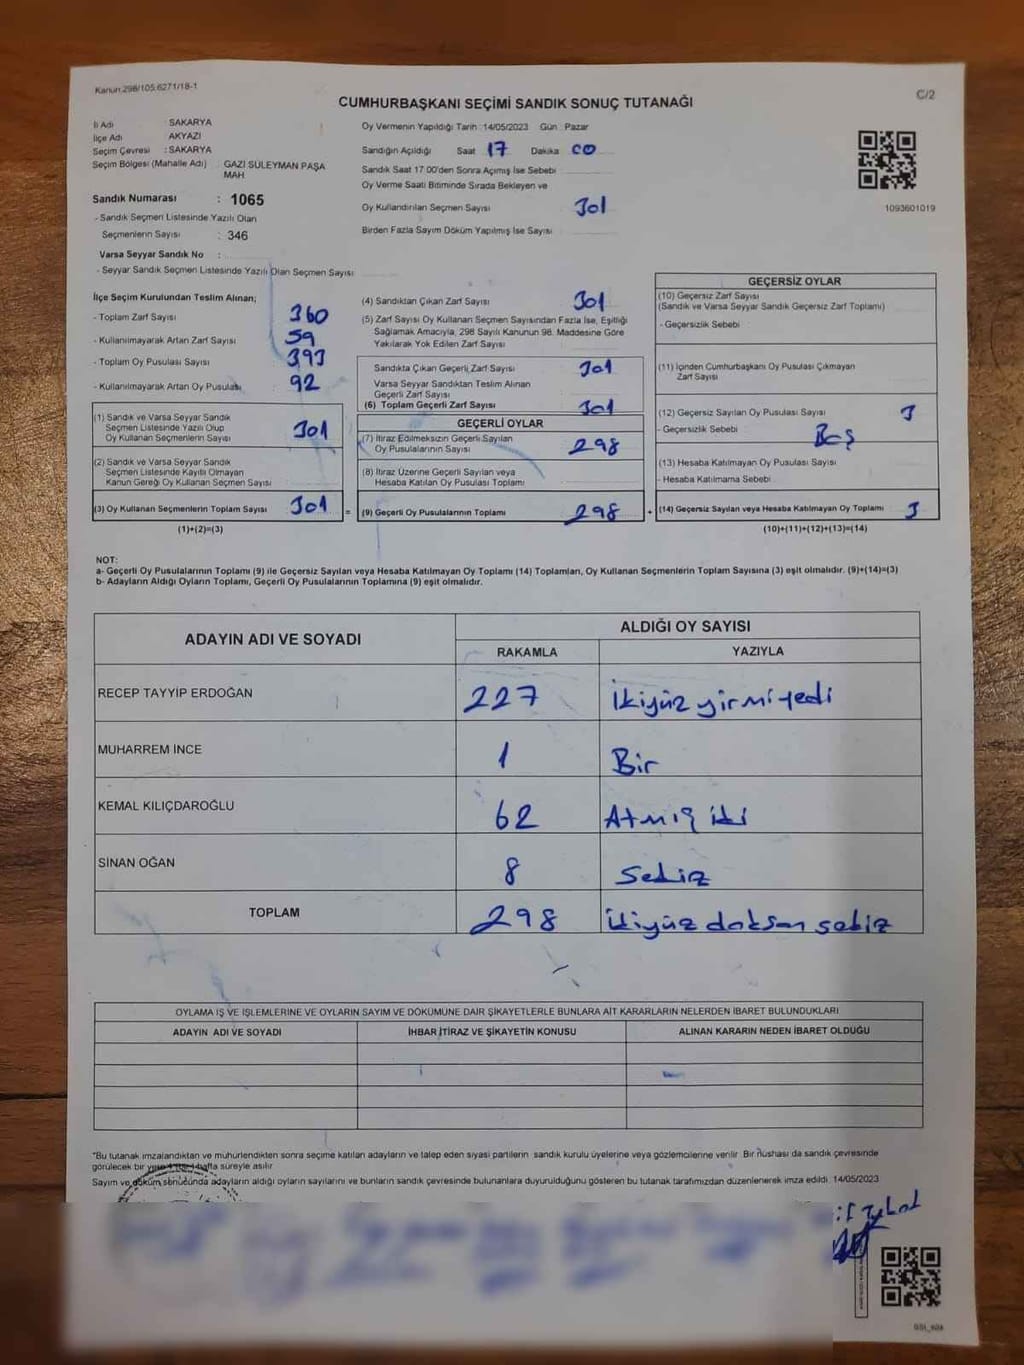 Kanun:298/105:6271/18-1
C/2
CUMHURBAŞKANI SEÇİMİ SANDIK SONUÇ TUTANAĞI
İl Adı : SAKARYA
İlçe Adı : AKYAZI
Seçim Çevresi : SAKARYA
Seçim Bölgesi (Mahalle Adı) : GAZİ SÜLEYMAN PAŞA
MAH
Sandık Numarası : 1065
- Sandık Seçmen Listesinde Yazılı Olan
Seçmenlerin Sayısı : 346
Varsa Seyyar Sandık No :
- Seyyar Sandık Seçmen Listesinde Yazılı Olan Seçmen Sayısı
Oy Vermenin Yapıldığı Tarih :14/05/2023 Gün Pazar
Sandığın Açıldığı Saat 17 Dakika 00
Sandık Saat 17:00'den Sonra Açımış İse Sebebi
Oy Verme Saati Bitiminde Sırada Bekleyen ve
Oy Kullandırılan Seçmen Sayısı 301
Birden Fazla Sayım Döküm Yapılmış İse Sayısı
1093601019
İlçe Seçim Kurulundan Teslim Alınan;
- Toplam Zarf Sayısı 360
- Kullanılmayarak Artan Zarf Sayısı 59
- Toplam Oy Pusulası Sayısı 393
- Kullanılmayarak Artan Oy Pusulası 92
(1) Sandık ve Varsa Seyyar Sandık
Seçmen Listesinde Yazılı Olup
Oy Kullanan Seçmenlerin Sayısı 301
(2) Sandık ve Varsa Seyyar Sandık
Seçmen Listesinde Kayıtlı Olmayan
Kanun Gereği Oy Kullanan Seçmen Sayısı
(3) Oy Kullanan Seçmenlerin Toplam Sayısı 301 =
(1)+(2)=(3)
(4) Sandıktan Çıkan Zarf Sayısı 301
(5) Zarf Sayısı Oy Kullanan Seçmen Sayısından Fazla İse, Eşitliği
Sağlamak Amacıyla, 298 Sayılı Kanunun 98. Maddesine Göre
Yakılarak Yok Edilen Zarf Sayısı
Sandıkta Çıkan Geçerli Zarf Sayısı 301
Varsa Seyyar Sandıktan Teslim Alınan
Geçerli Zarf Sayısı
(6) Toplam Geçerli Zarf Sayısı 301
GEÇERLİ OYLAR
(7) İtiraz Edilmeksizin Geçerli Sayılan
Oy Pusulalarının Sayısı 298
(8) İtiraz Üzerine Geçerli Sayılan veya
Hesaba Katılan Oy Pusulası Toplamı
(9) Geçerli Oy Pusulalarının Toplamı 298 +
GEÇERSİZ OYLAR
(10) Geçersiz Zarf Sayısı
(Sandık ve Varsa Seyyar Sandık Geçersiz Zarf Toplamı)
- Geçersizlik Sebebi
(11) İçinden Cumhurbaşkanı Oy Pusulası Çıkmayan
Zarf Sayısı
(12) Geçersiz Sayılan Oy Pusulası Sayısı 3
- Geçersizlik Sebebi Boş
(13) Hesaba Katılmayan Oy Pusulası Sayısı
- Hesaba Katılmama Sebebi
(14) Geçersiz Sayılan veya Hesaba Katılmayan Oy Toplamı 3
(10)+(11)+(12)+(13)=(14)
NOT:
a- Geçerli Oy Pusulalarının Toplamı (9) ile Geçersiz Sayılan veya Hesaba Katılmayan Oy Toplamı (14) Toplamları, Oy Kullanan Seçmenlerin Toplam Sayısına (3) eşit olmalıdır. (9)+(14)=(3)
b- Adayların Aldığı Oyların Toplamı, Geçerli Oy Pusulalarının Toplamına (9) eşit olmalıdır.
ADAYIN ADI VE SOYADI ALDIĞI OY SAYISI
RAKAMLA YAZIYLA
RECEP TAYYİP ERDOĞAN 227 İkiyüz yirmi yedi
MUHARREM İNCE 1 Bir
KEMAL KILIÇDAROĞLU 62 Atmış iki
SİNAN OĞAN 8 Sekiz
TOPLAM 298 ikiyüz doksan sekiz
OYLAMA İŞ VE İŞLEMLERİNE VE OYLARIN SAYIM VE DÖKÜMÜNE DAİR ŞİKAYETLERLE BUNLARA AİT KARARLARIN NELERDEN İBARET BULUNDUKLARI
ADAYIN ADI VE SOYADI İHBAR İTİRAZ VE ŞİKAYETİN KONUSU ALINAN KARARIN NEDEN İBARET OLDUĞU
"Bu tutanak imzalandıktan ve mühürlendikten sonra seçime katılan adayların ve talep eden siyasi partilerin sandık kurulu üyelerine veya gözlemcilerine verilir. Bir nüshası da sandık çevresinde
görülecek bir yere 1 (bir) hafta süreyle asılır.
Sayım ve döküm sonucunda adayların aldığı oyların sayılarını ve bunların sandık çevresinde bulunanlara duyurulduğunu gösteren bu tutanak tarafımızdan düzenlenerek imza edildi. 14/05/2023